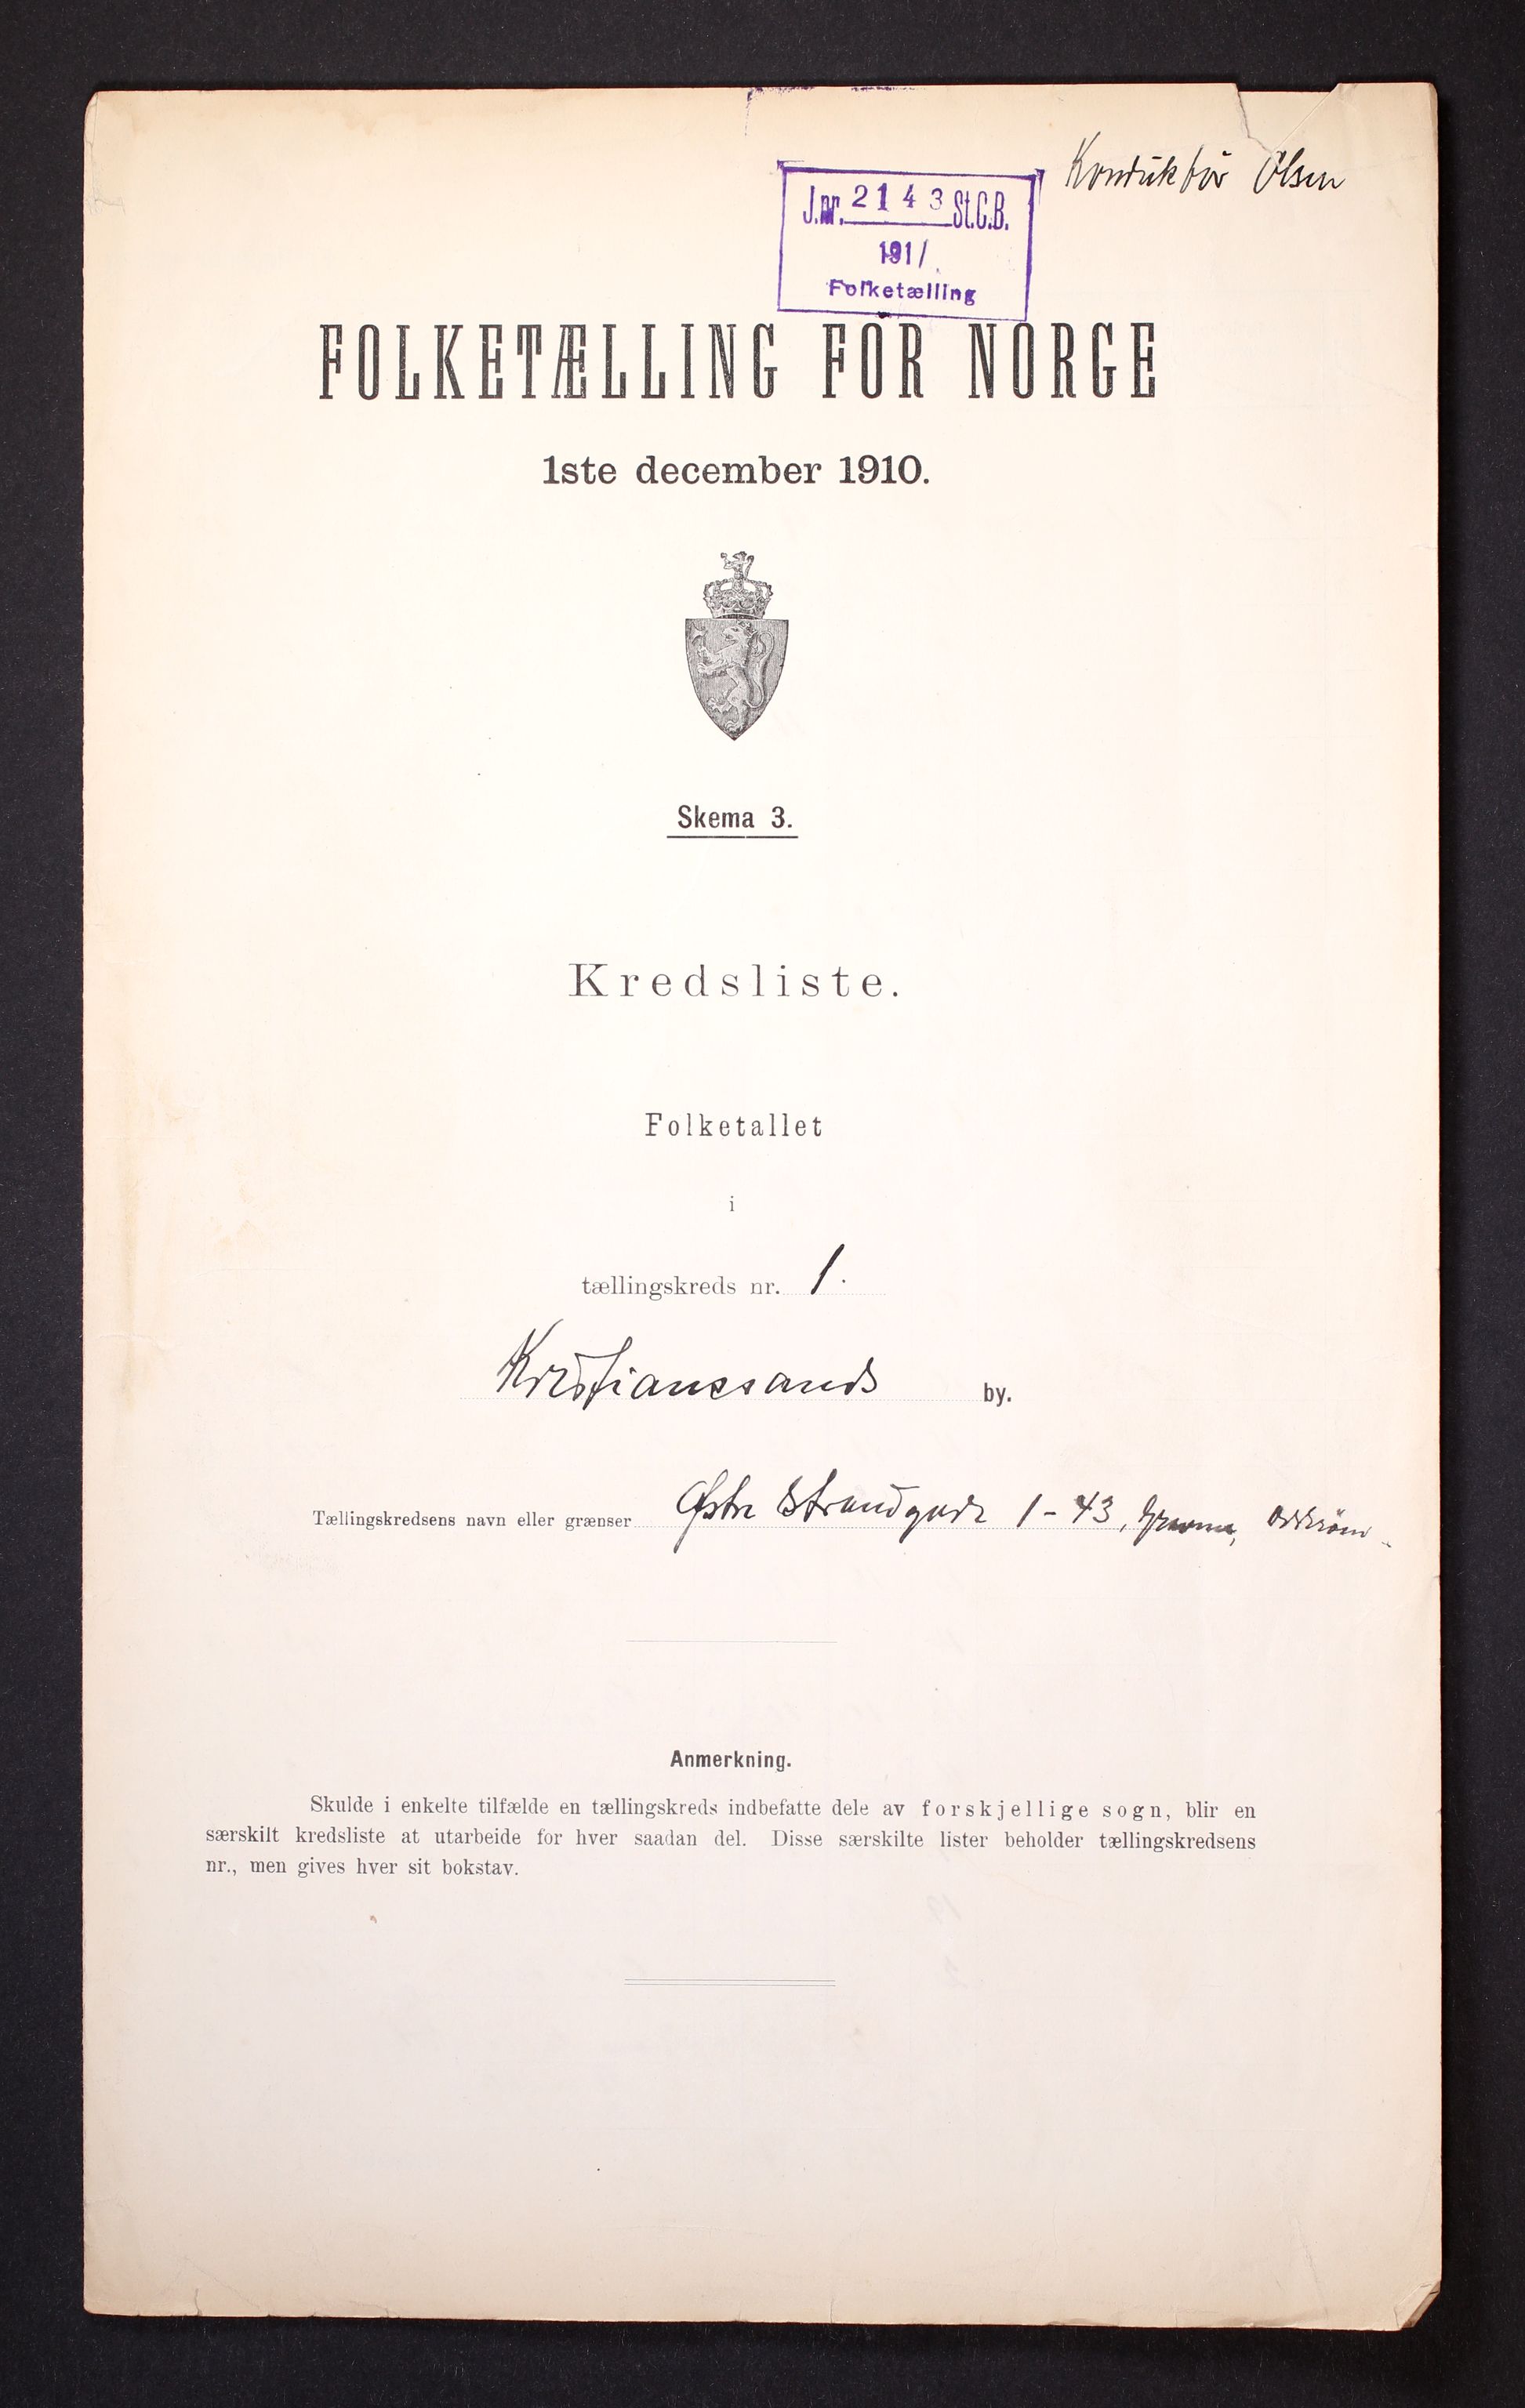 Konduktör Olsen
J.nr. 2143 St.C.B.
1911
Folketælling
FOLKETÆLLING FOR NORGE
1ste december 1910.
Skema 3.
Kredsliste.
Folketallet
i
tællingskreds nr. 1.
Kristianssands by.
Tællingskredsens navn eller grænser Østre Strandgade 1-43, Odderöen.
Anmerkning.
Skulde i enkelte tilfælde en tællingskreds indbefatte dele av forskjellige sogn, blir en
særskilt kredsliste at utarbeide for hver saadan del. Disse særskilte lister beholder tællingskredsens
nr., men gives hver sit bokstav.